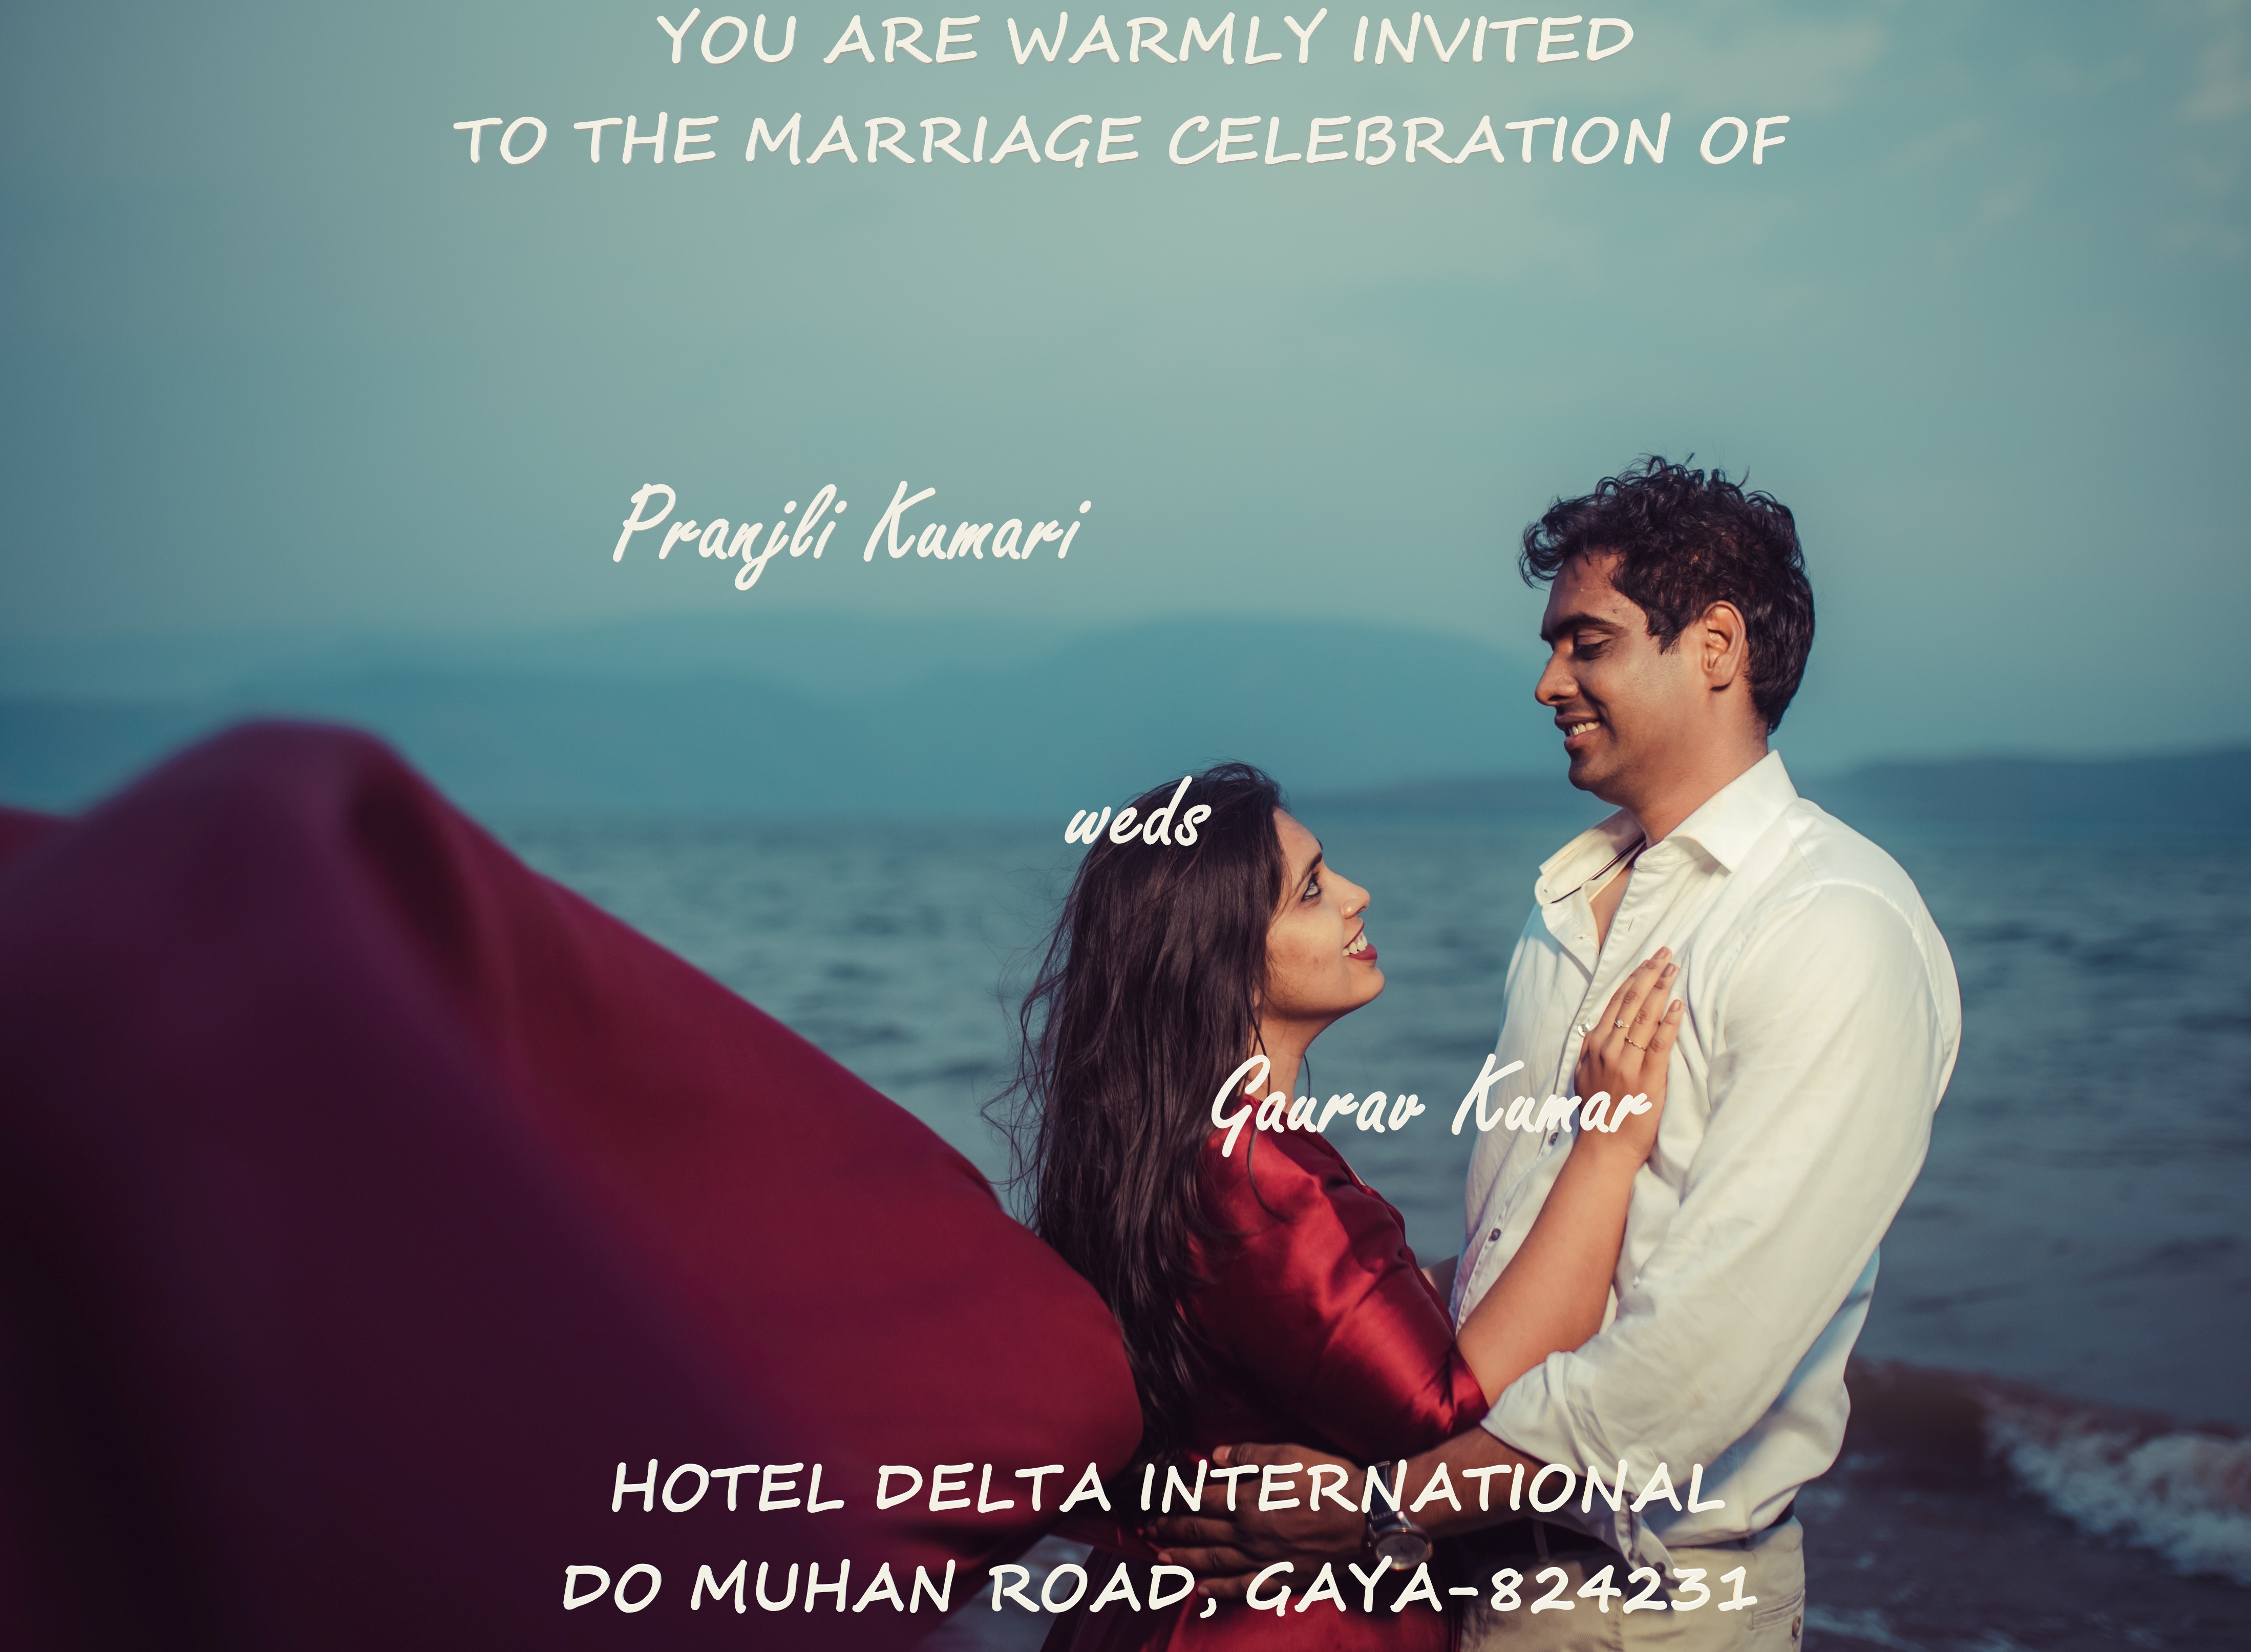 YOU ARE WARMLY INVITED
TO THE MARRIAGE CELEBRATION OF
Pranjli Kumari
weds
Gaurav Kumar
HOTEL DELTA INTERNATIONAL
DO MUHAN ROAD, GAYA-824231